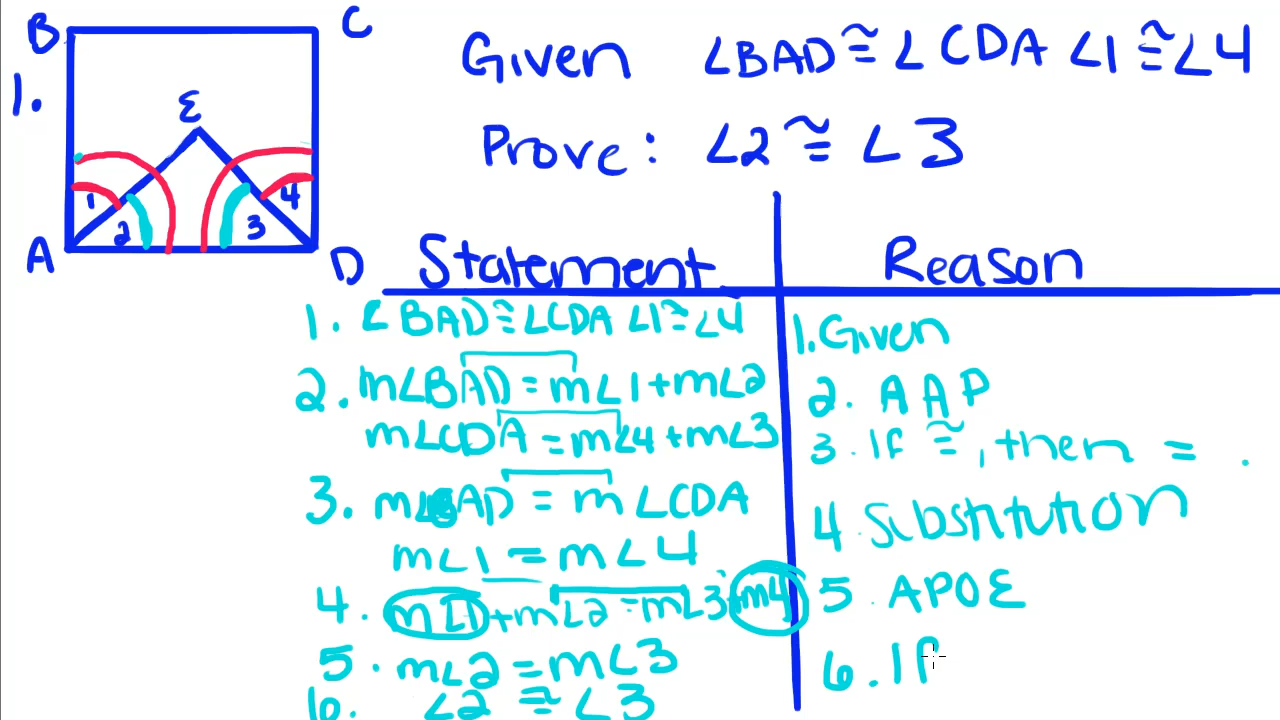 B
C
1.
E
1
2
3
4
A
D
Given ∠BAD ≅ ∠CDA ∠1 ≅ ∠4
Prove: ∠2 ≅ ∠3
Statement
Reason
1. ∠BAD ≅ ∠CDA ∠1 ≅ ∠4
1. Given
2. m∠BAD = m∠1 + m∠2
m∠CDA = m∠4 + m∠3
2. AAP
3. m∠BAD = m∠CDA
m∠1 = m∠4
3. If ≅, then = .
4. m∠1 + m∠2 = m∠3 + m4
4 Substitution
5. m∠2 = m∠3
5. APOE
6. ∠2 ≅ ∠3
6. If